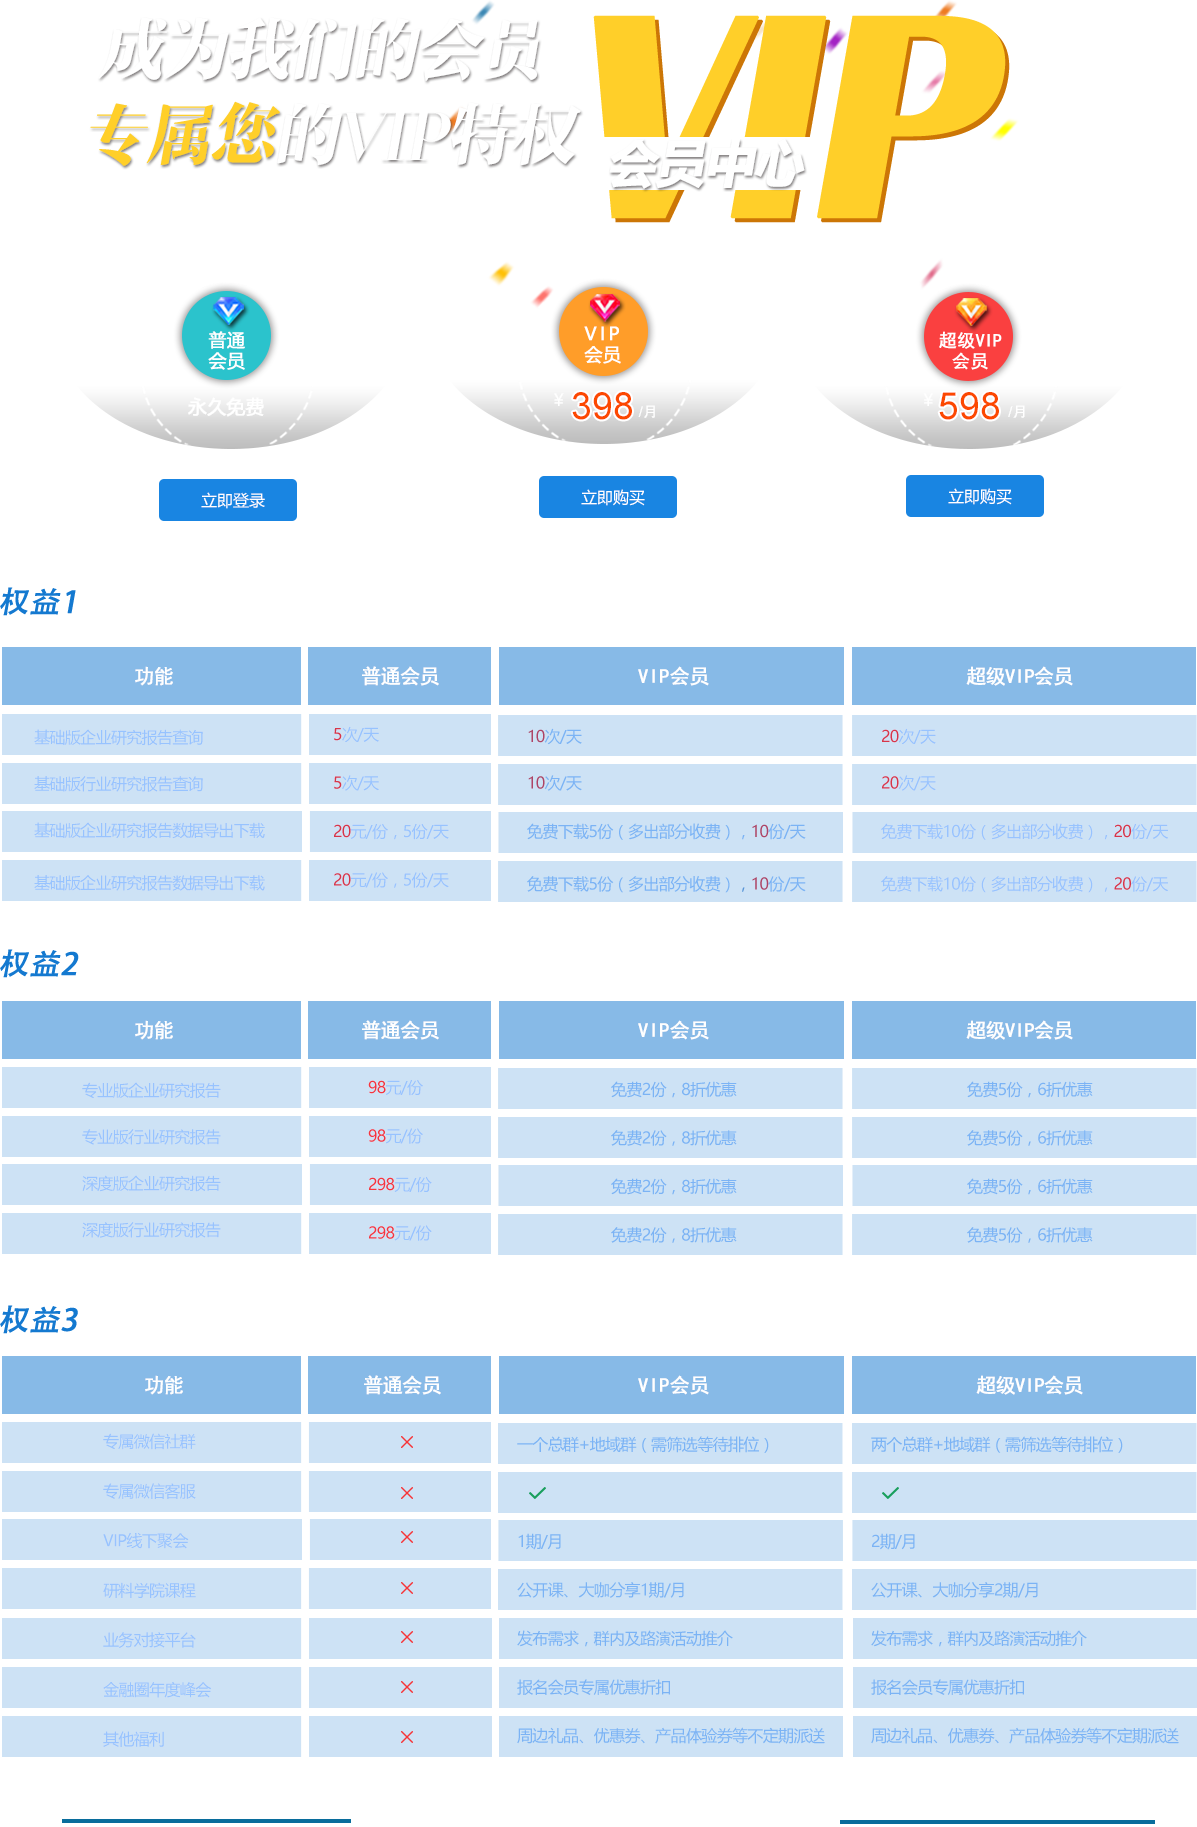 成为我们的会员
专属您的VIP特权
VIP
会员中心
普通
会员
永久免费
立即登录
VIP
会员
¥ 398 /月
立即购买
超级VIP
会员
¥ 598 /月
立即购买
权益1
功能 普通会员 VIP会员 超级VIP会员
基础版企业研究报告查询 5次/天 10次/天 20次/天
基础版行业研究报告查询 5次/天 10次/天 20次/天
基础版企业研究报告数据导出下载 20元/份，5份/天 免费下载5份（多出部分收费），10份/天 免费下载10份（多出部分收费），20份/天
基础版企业研究报告数据导出下载 20元/份，5份/天 免费下载5份（多出部分收费），10份/天 免费下载10份（多出部分收费），20份/天
权益2
功能 普通会员 VIP会员 超级VIP会员
专业版企业研究报告 98元/份 免费2份，8折优惠 免费5份，6折优惠
专业版行业研究报告 98元/份 免费2份，8折优惠 免费5份，6折优惠
深度版企业研究报告 298元/份 免费2份，8折优惠 免费5份，6折优惠
深度版行业研究报告 298元/份 免费2份，8折优惠 免费5份，6折优惠
权益3
功能 普通会员 VIP会员 超级VIP会员
专属微信社群 × 一个总群+地域群（需筛选等待排位） 两个总群+地域群（需筛选等待排位）
专属微信客服 × ✓ ✓
VIP线下聚会 × 1期/月 2期/月
研料学院课程 × 公开课、大咖分享1期/月 公开课、大咖分享2期/月
业务对接平台 × 发布需求，群内及路演活动推介 发布需求，群内及路演活动推介
金融圈年度峰会 × 报名会员专属优惠折扣 报名会员专属优惠折扣
其他福利 × 周边礼品、优惠券、产品体验券等不定期派送 周边礼品、优惠券、产品体验券等不定期派送